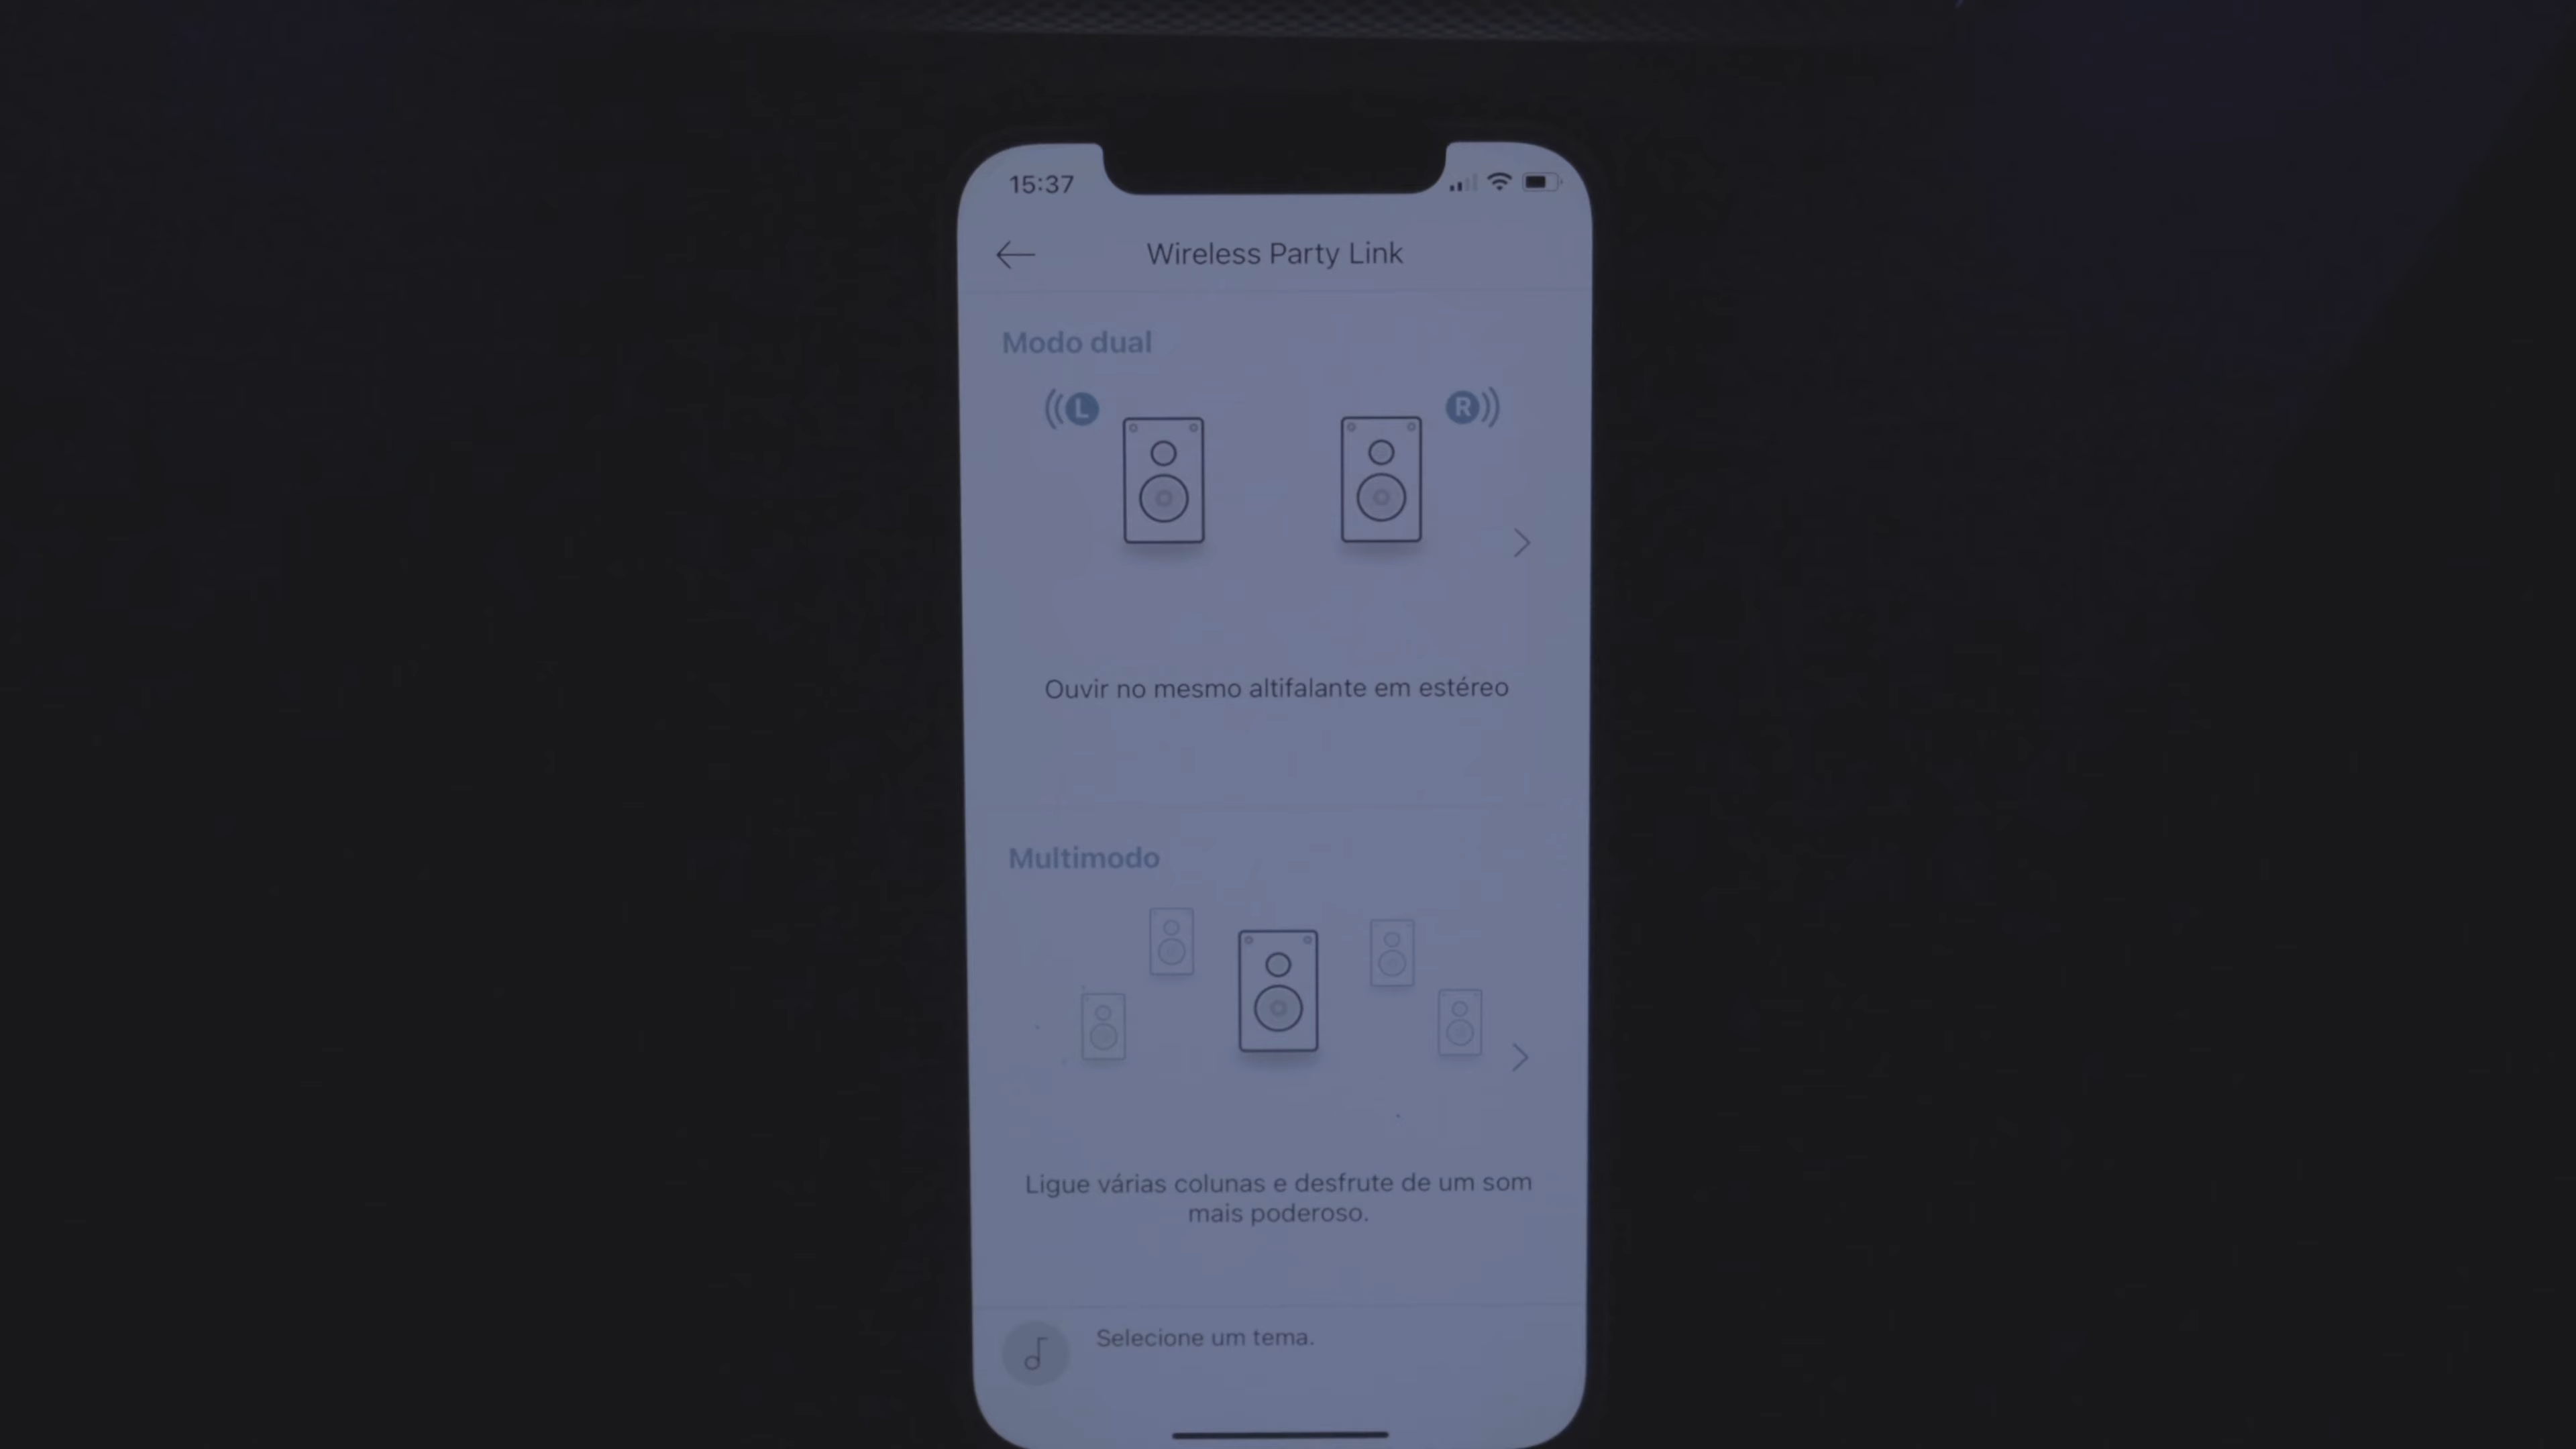 15:37
Wireless Party Link
Modo dual
L
R
Ouvir no mesmo altifalante em estéreo
Multimodo
Ligue várias colunas e desfrute de um som
mais poderoso.
Selecione um tema.